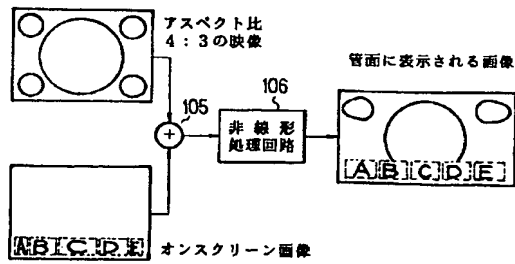 アスペクト比
4:3の映像
105
+
106
非線形
処理回路
管面に表示される画像
ABCDE
ABCDE
オンスクリーン画像